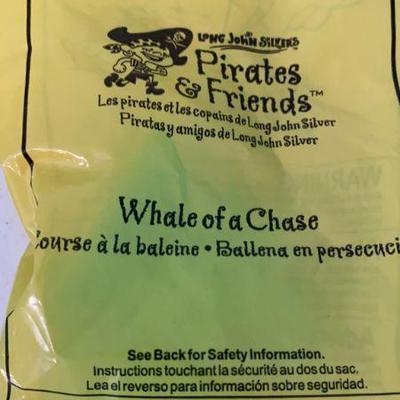 LONG JOHN SILVER'S
Pirates
& Friends™
Les pirates et les copains de Long John Silver
Piratas y amigos de Long John Silver
Whale of a Chase
ourse à la baleine • Ballena en persecuci
See Back for Safety Information.
Instructions touchant la sécurité au dos du sac.
Lea el reverso para información sobre seguridad.